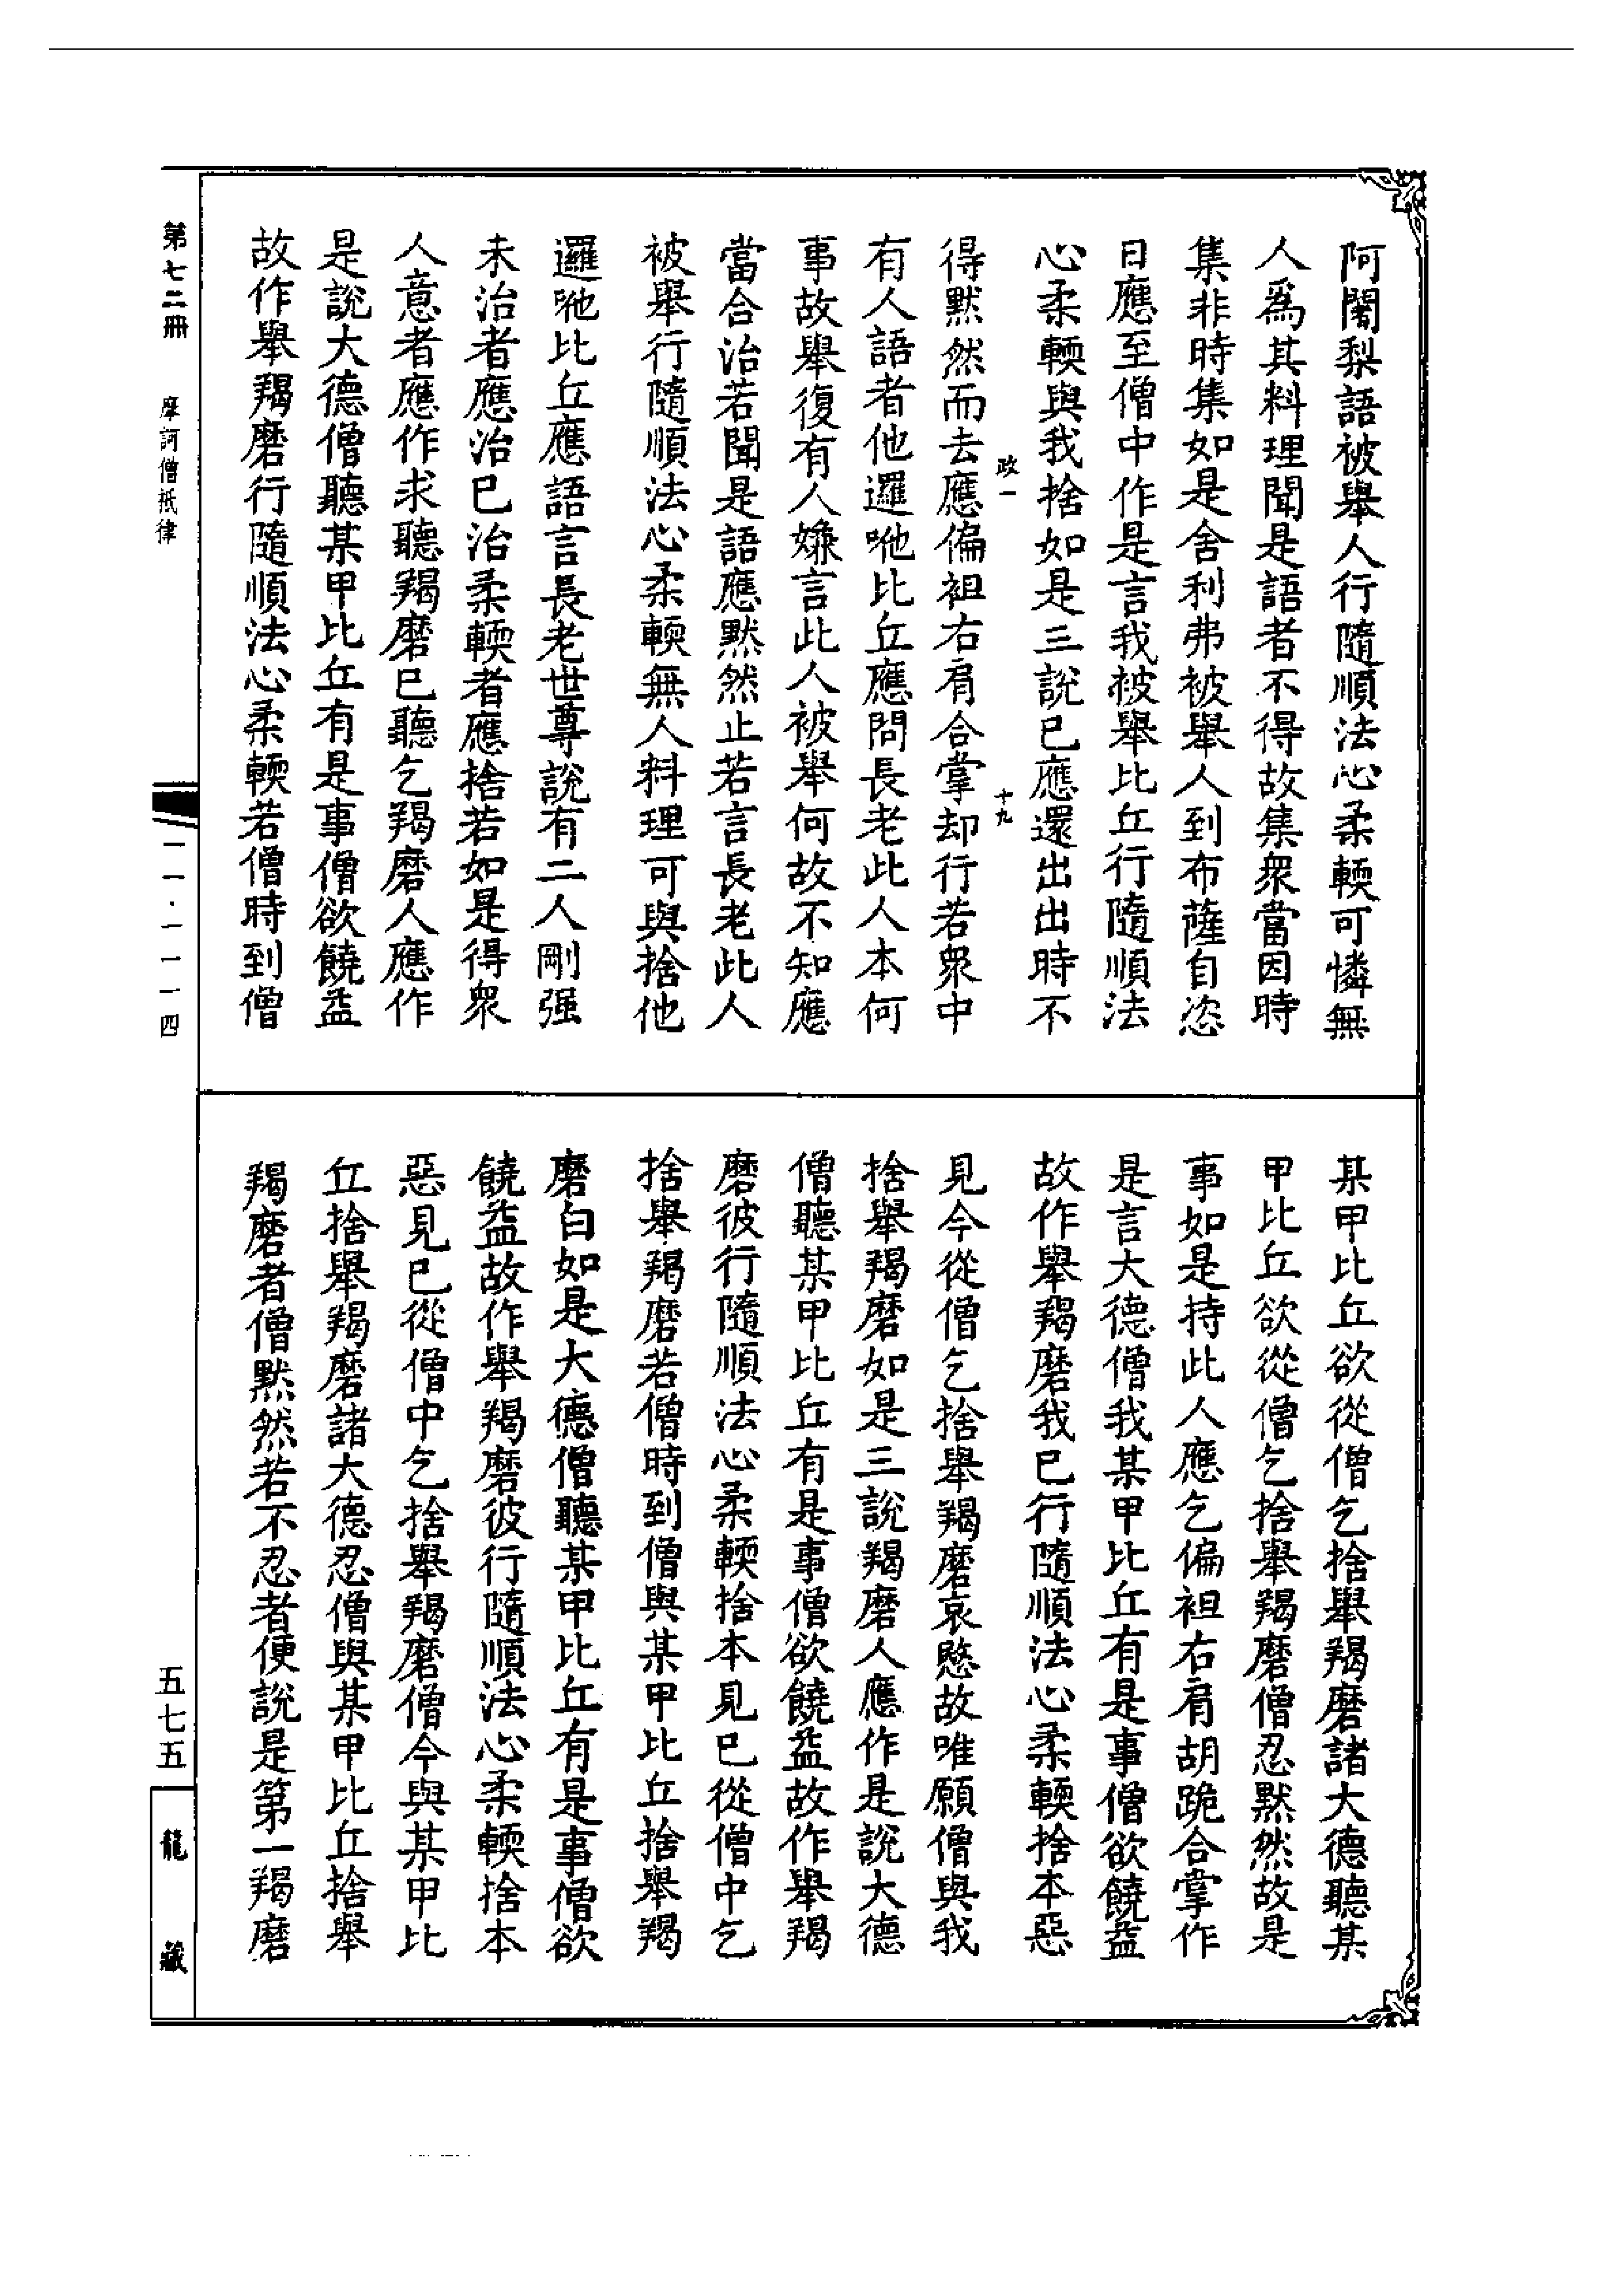 阿闍梨語被舉人行隨順法心柔輭可憐無
人爲其料理聞是語者不得故集衆當因時
集非時集如是舍利弗被舉人到布薩自恣
日應至僧中作是言我被舉比丘行隨順法
心柔輭與我捨如是三說已應還出出時不
政一
十九
得默然而去應偏袒右肩合掌却行若衆中
有人語者他邏吔比丘應問長老此人本何
事故舉復有人嫌言此人被舉何故不知應
當合治若聞是語應默然止若言長老此人
被舉行隨順法心柔輭無人料理可與捨他
邏吔比丘應語言長老世尊說有二人剛强
未治者應治已治柔輭者應捨若如是得衆
人意者應作求聽羯磨已聽乞羯磨人應作
是說大德僧聽某甲比丘有是事僧欲饒益
故作舉羯磨行隨順法心柔輭若僧時到僧
某甲比丘欲從僧乞捨舉羯磨諸大德聽某
甲比丘欲從僧乞捨舉羯磨僧忍默然故是
事如是持此人應乞偏袒右肩胡跪合掌作
是言大德僧我某甲比丘有是事僧欲饒益
故作舉羯磨我已行隨順法心柔輭捨本惡
見今從僧乞捨舉羯磨哀愍故唯願僧與我
捨舉羯磨如是三說羯磨人應作是說大德
僧聽某甲比丘有是事僧欲饒益故作舉羯
磨彼行隨順法心柔輭捨本見已從僧中乞
捨舉羯磨若僧時到僧與某甲比丘捨舉羯
磨白如是大德僧聽某甲比丘有是事僧欲
饒益故作舉羯磨彼行隨順法心柔輭捨本
惡見已從僧中乞捨舉羯磨僧今與某甲比
丘捨舉羯磨諸大德忍僧與某甲比丘捨舉
羯磨者僧默然若不忍者便說是第一羯磨
第七二冊
摩訶僧祇律
一一·一一一四
五七五
龍藏